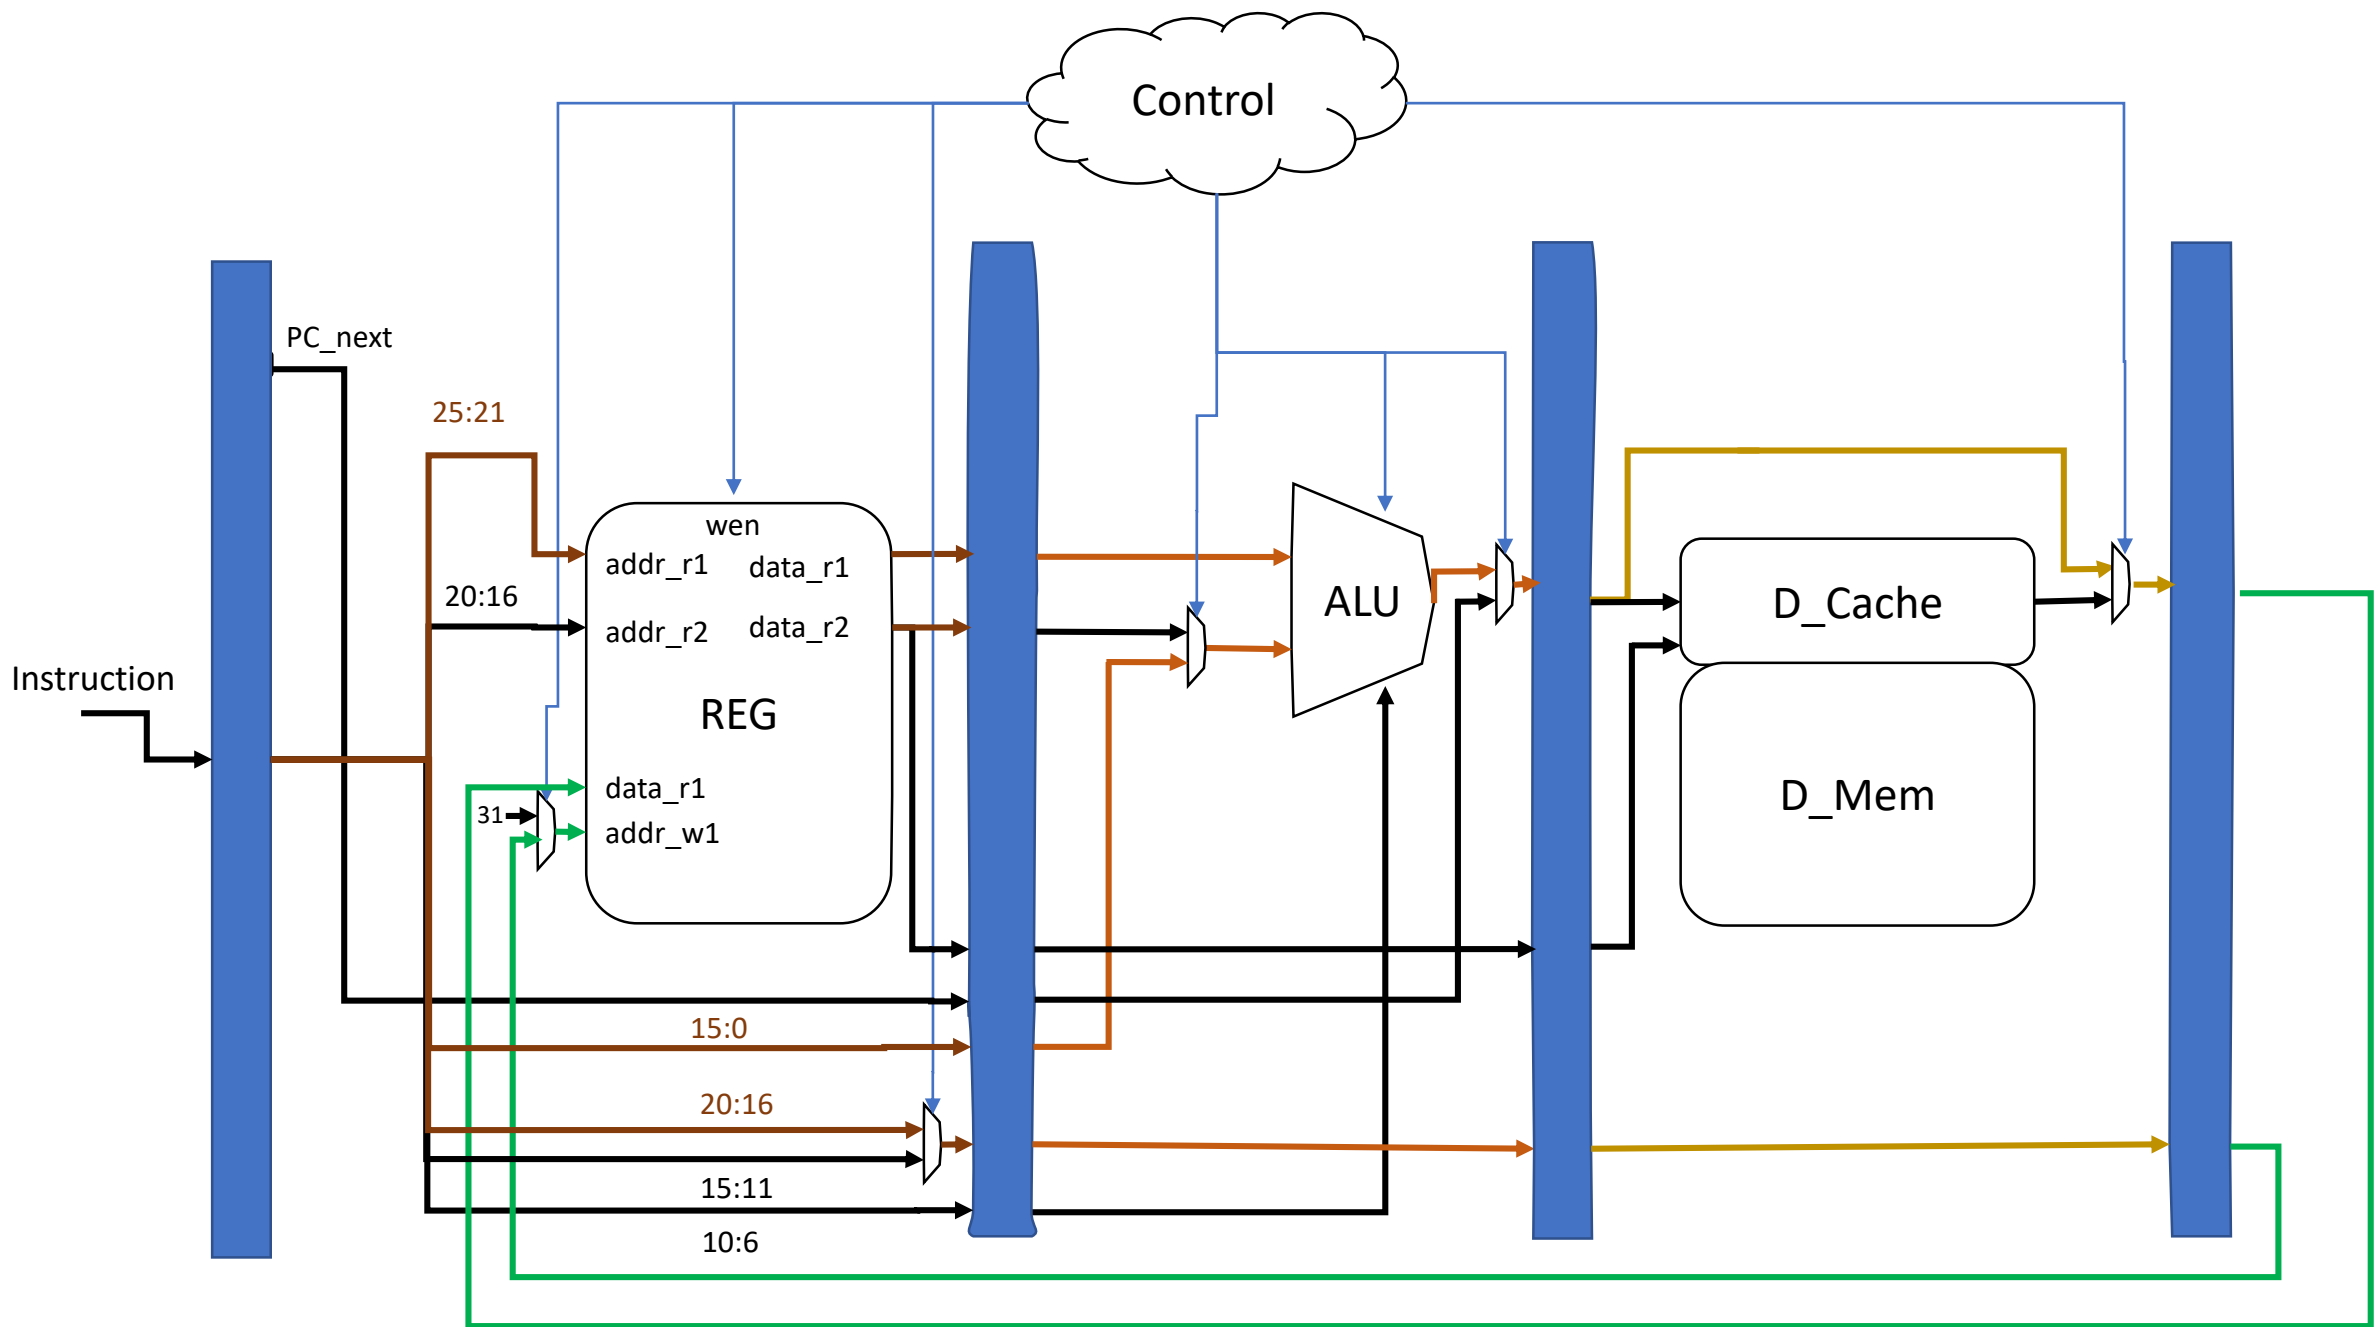 Control
PC_next
25:21
wen
addr_r1
data_r1
20:16
addr_r2
data_r2
ALU
D_Cache
Instruction
REG
data_r1
31
addr_w1
D_Mem
15:0
20:16
15:11
10:6